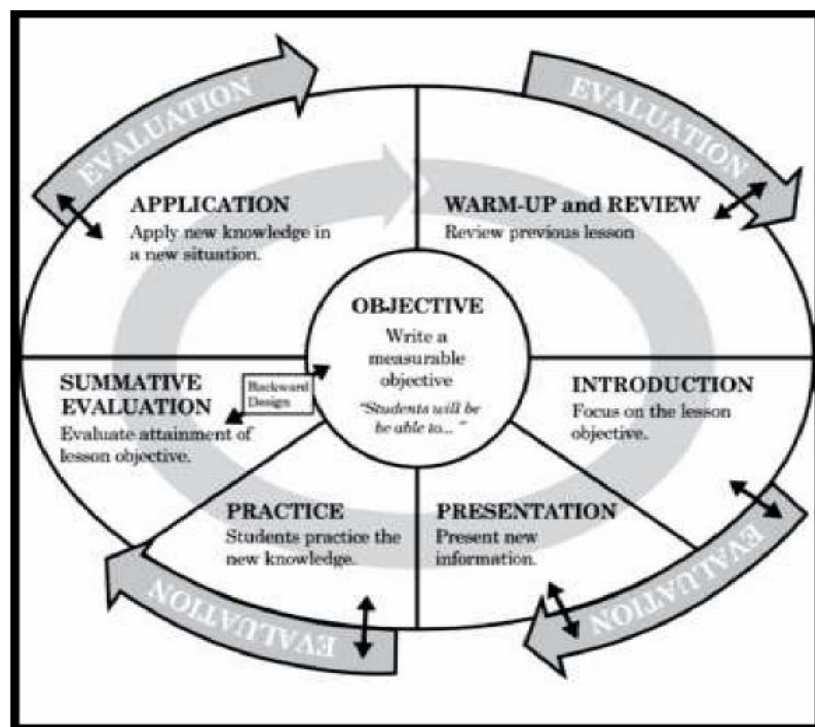 EVALUATION
EVALUATION
APPLICATION
Apply new knowledge in
a new situation.
WARM-UP and REVIEW
Review previous lesson
OBJECTIVE
Write a
measurable
objective
"Students will be
be able to... "
SUMMATIVE
EVALUATION
Evaluate attainment of
lesson objective.
Backward
Design
INTRODUCTION
Focus on the lesson
objective.
PRACTICE
Students practice the
new knowledge.
PRESENTATION
Present new
information.
EVALUATION
EVALUATION